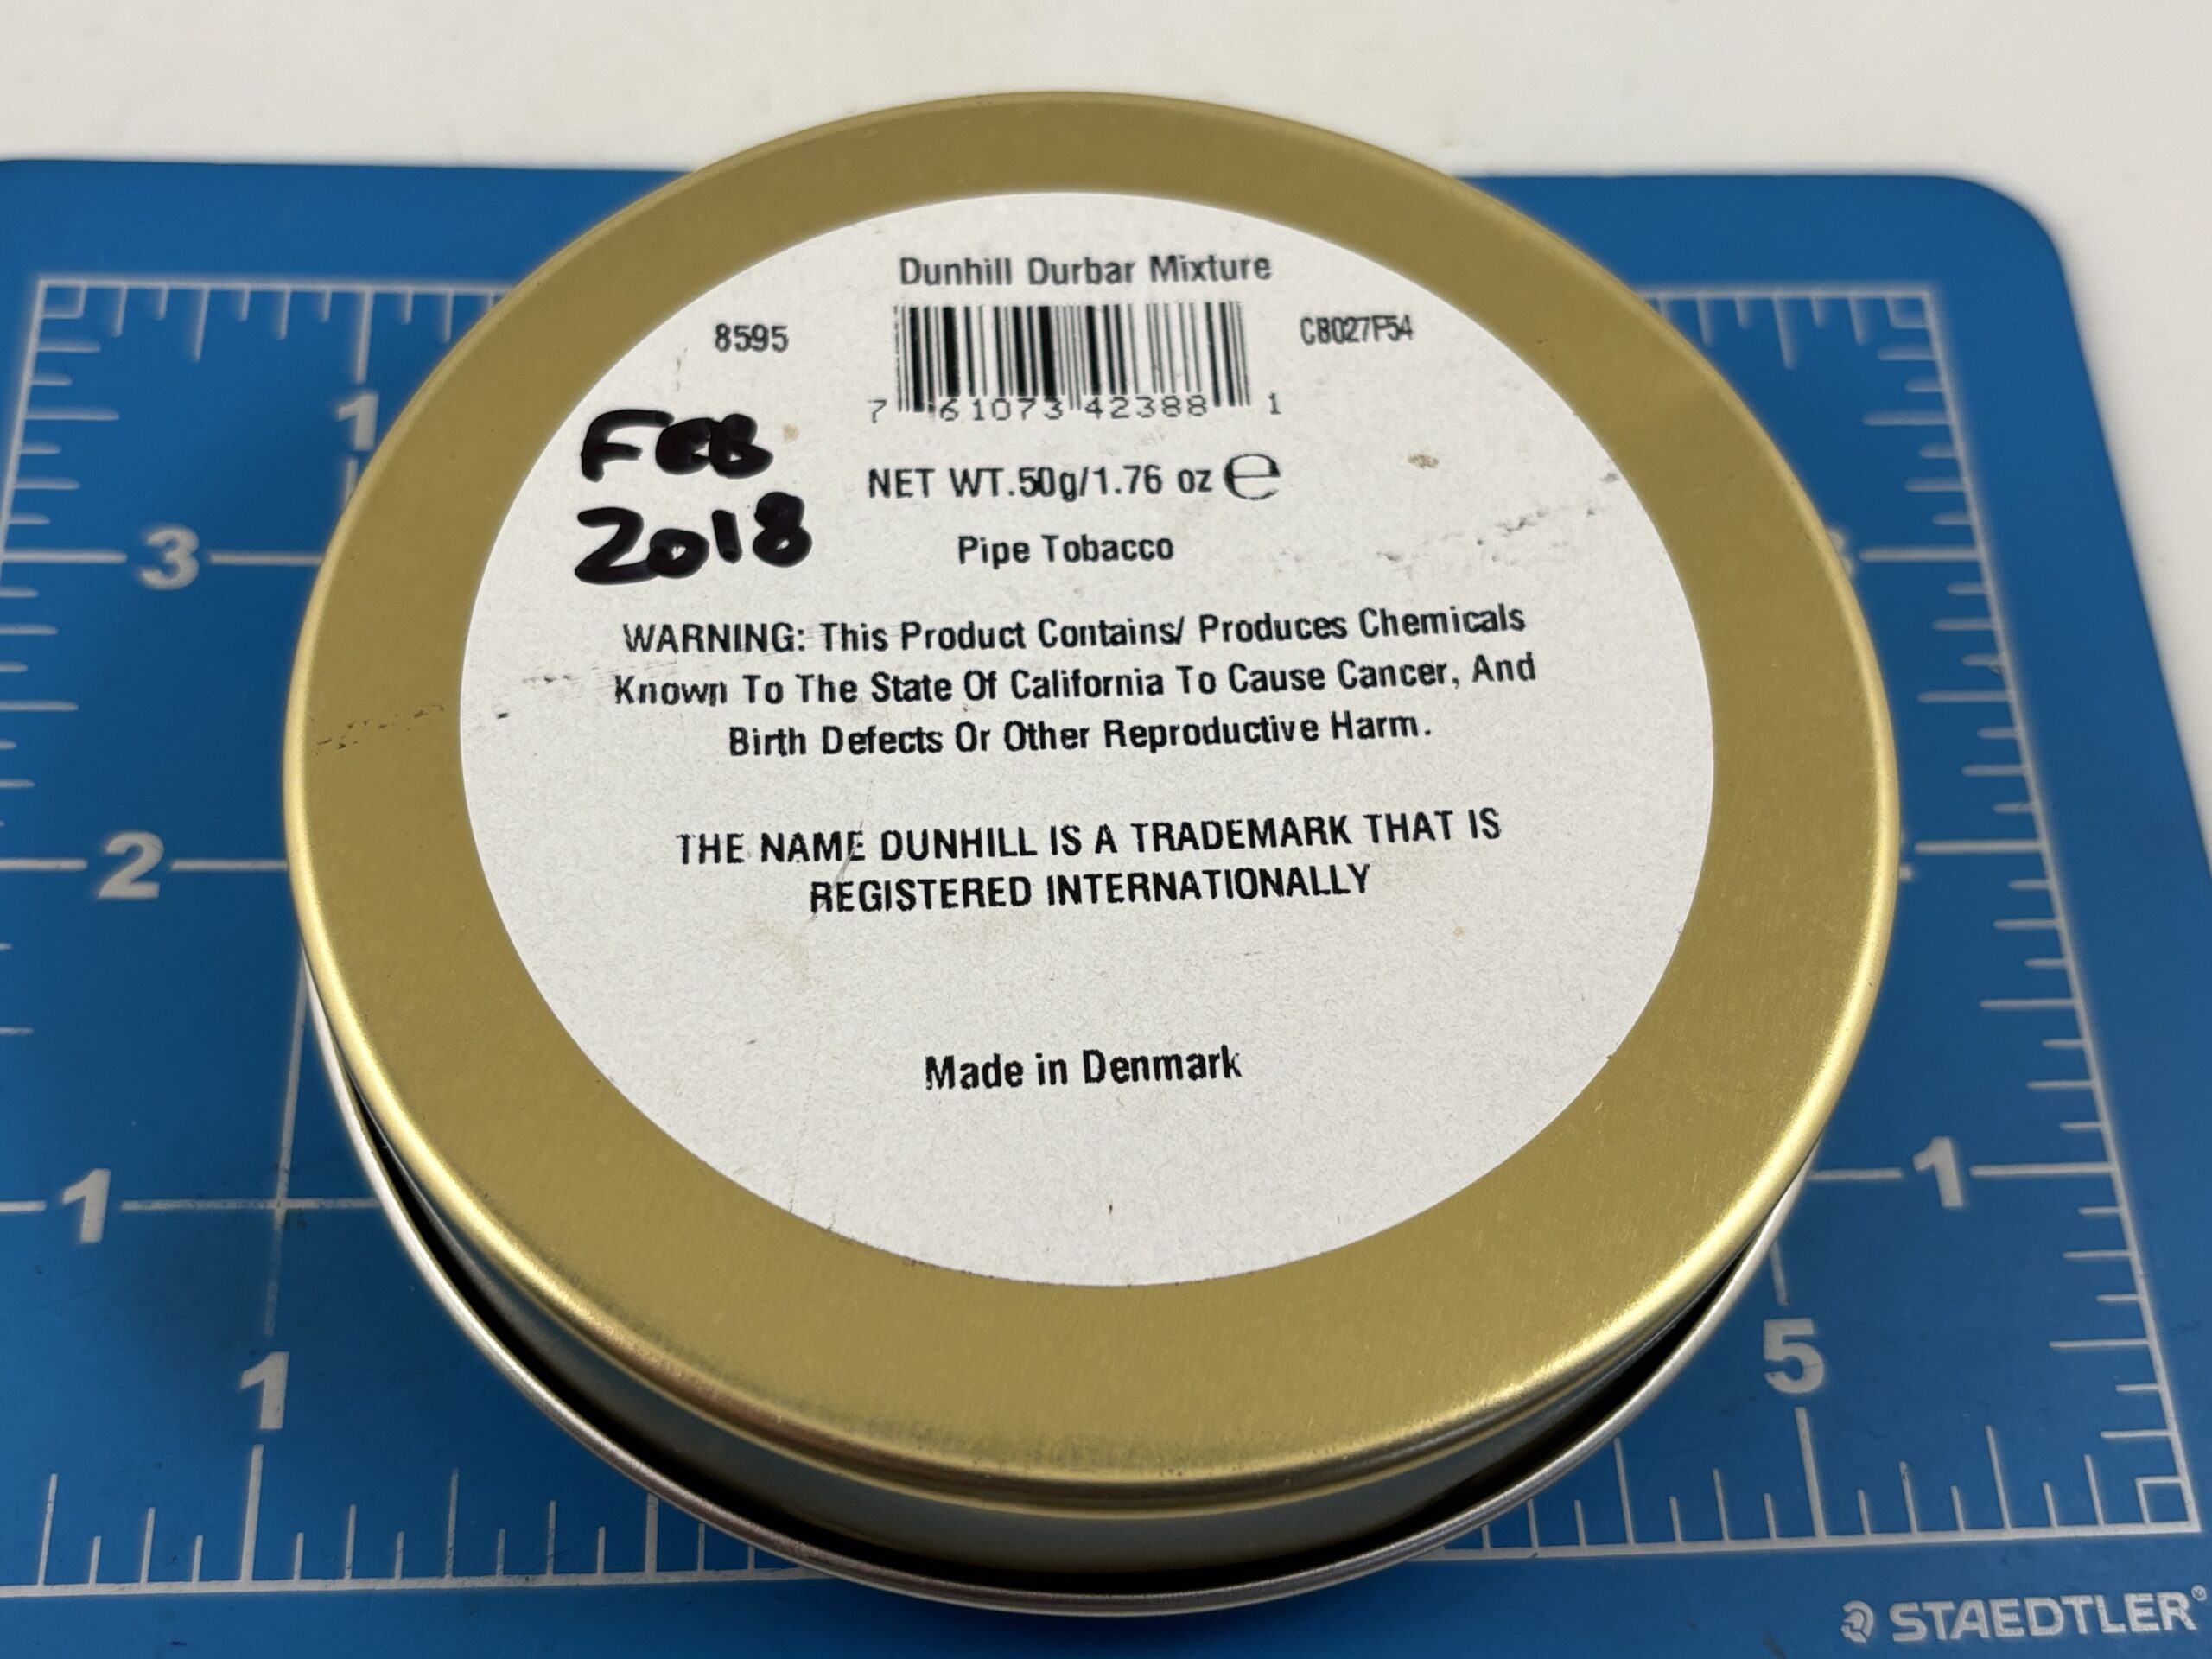 Dunhill Durbar Mixture
8595
C8027F54
7 61073 42388 1
FEB
2018
NET WT.50g/1.76 oz ℮
Pipe Tobacco
WARNING: This Product Contains/ Produces Chemicals
Known To The State Of California To Cause Cancer, And
Birth Defects Or Other Reproductive Harm.
THE NAME DUNHILL IS A TRADEMARK THAT IS
REGISTERED INTERNATIONALLY
Made in Denmark
1
3
2
1
1
1
5
STAEDTLER®